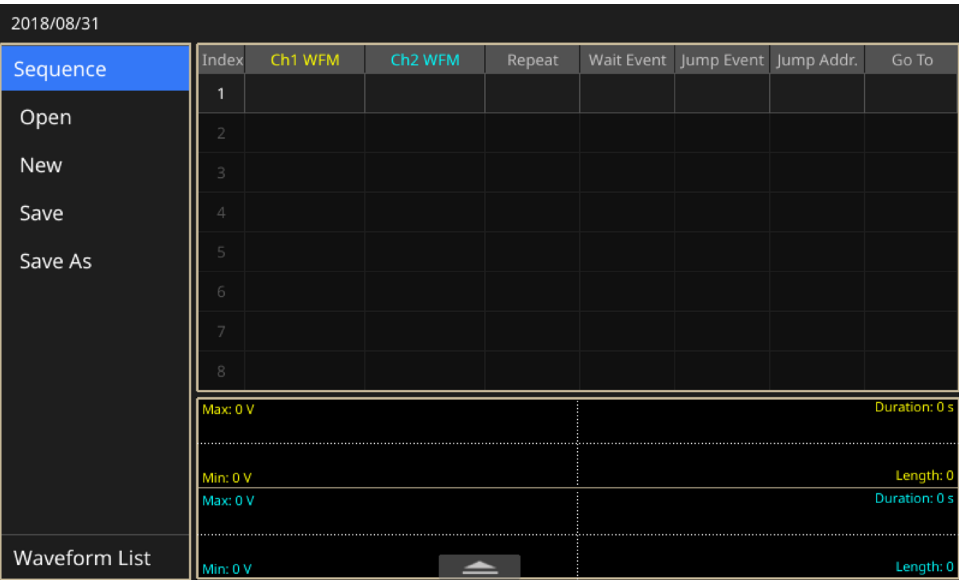 2018/08/31
Sequence
Open
New
Save
Save As
Waveform List
Index Ch1 WFM Ch2 WFM Repeat Wait Event Jump Event Jump Addr. Go To
1
2
3
4
5
6
7
8
Max: 0 V Duration: 0 s
Min: 0 V Length: 0
Max: 0 V Duration: 0 s
Min: 0 V Length: 0